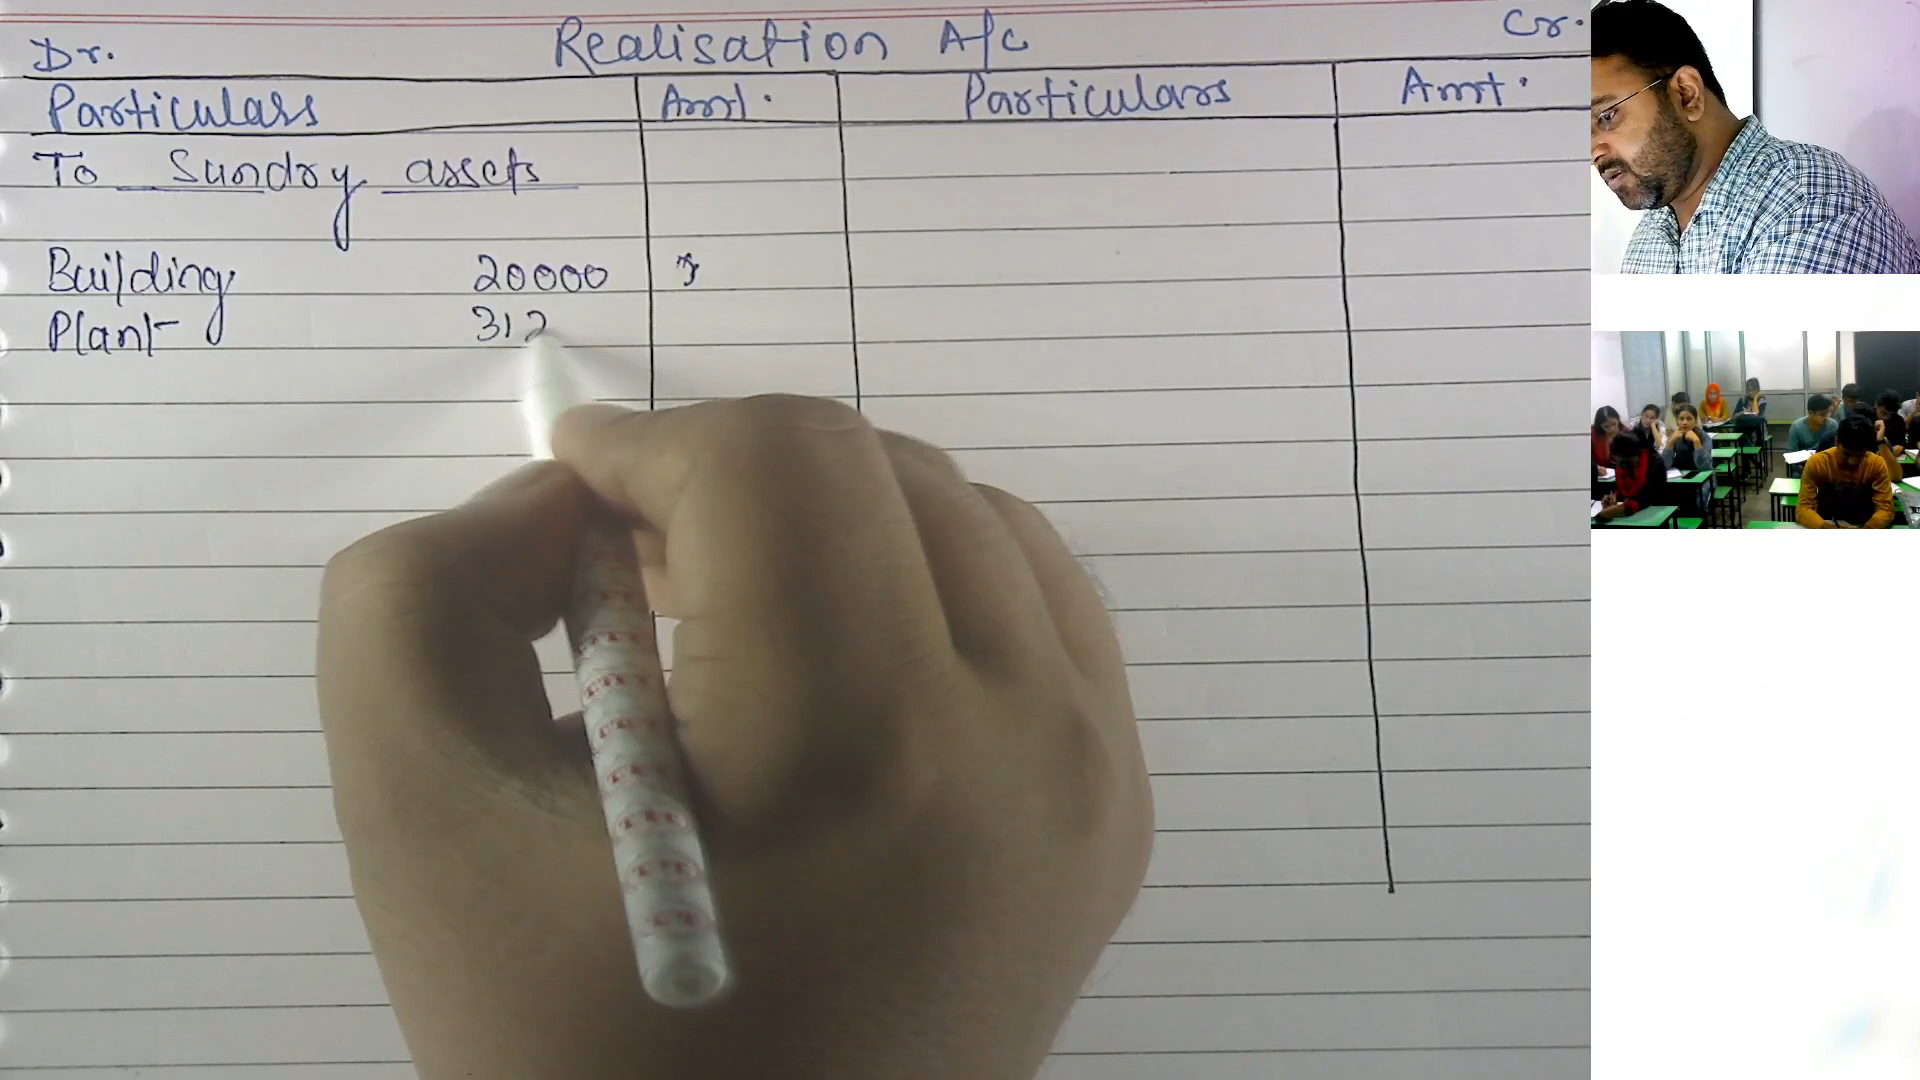 Dr. Realisation A/c Cr.
Particulars Amt. Particulars Amt.
To Sundry assets
Building 20000
Plant 312